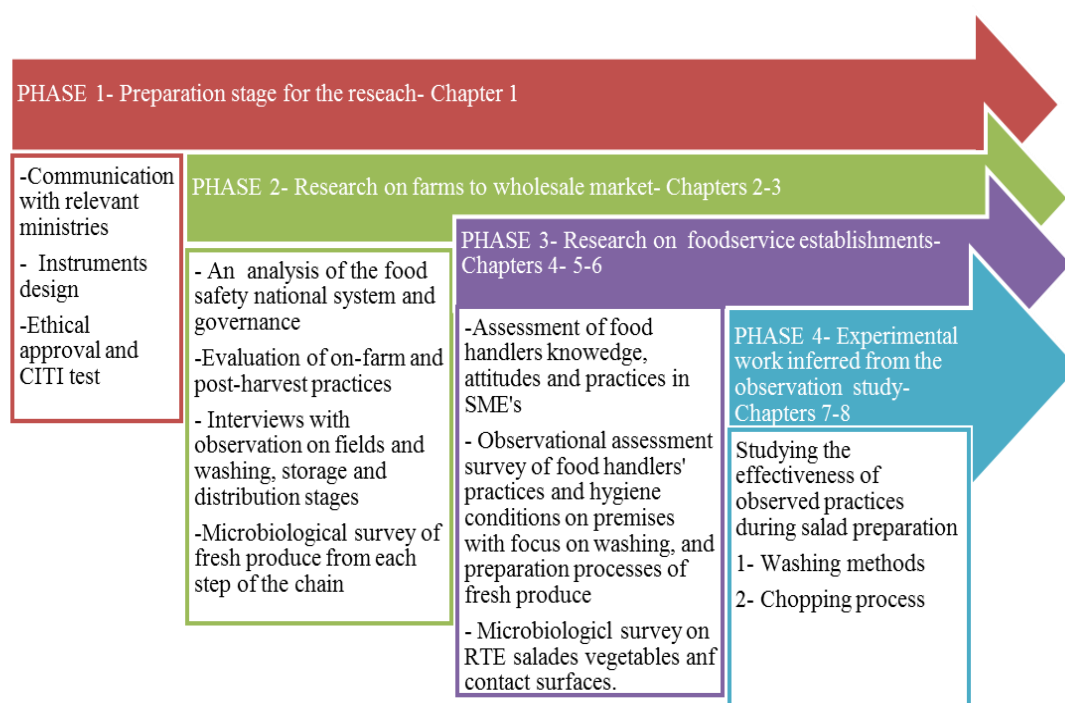 PHASE 1- Preparation stage for the reseach- Chapter 1
-Communication
with relevant
ministries
- Instruments
design
-Ethical
approval and
CITI test
PHASE 2- Research on farms to wholesale market- Chapters 2-3
- An analysis of the food
safety national system and
governance
-Evaluation of on-farm and
post-harvest practices
- Interviews with
observation on fields and
washing, storage and
distribution stages
-Microbiological survey of
fresh produce from each
step of the chain
PHASE 3- Research on foodservice establishments-
Chapters 4- 5-6
-Assessment of food
handlers knowedge,
attitudes and practices in
SME's
- Observational assessment
survey of food handlers'
practices and hygiene
conditions on premises
with focus on washing, and
preparation processes of
fresh produce
- Microbiologicl survey on
RTE salades vegetables anf
contact surfaces.
PHASE 4- Experimental
work inferred from the
observation study-
Chapters 7-8
Studying the
effectiveness of
observed practices
during salad preparation
1- Washing methods
2- Chopping process